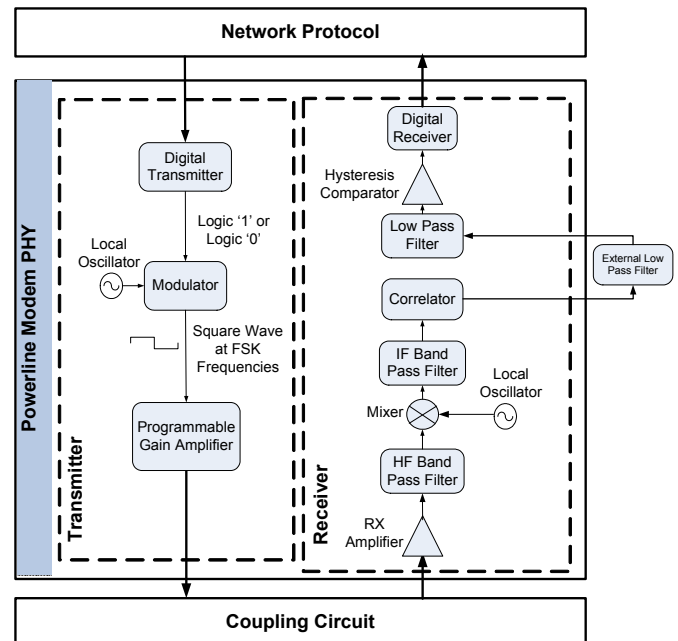 Network Protocol
Powerline Modem PHY
Transmitter
Digital
Transmitter
Logic ‘1’ or
Logic ‘0’
Local
Oscillator
Modulator
Square Wave
at FSK
Frequencies
Programmable
Gain Amplifier
Receiver
Digital
Receiver
Hysteresis
Comparator
Low Pass
Filter
External Low
Pass Filter
Correlator
IF Band
Pass Filter
Local
Oscillator
Mixer
HF Band
Pass Filter
RX
Amplifier
Coupling Circuit